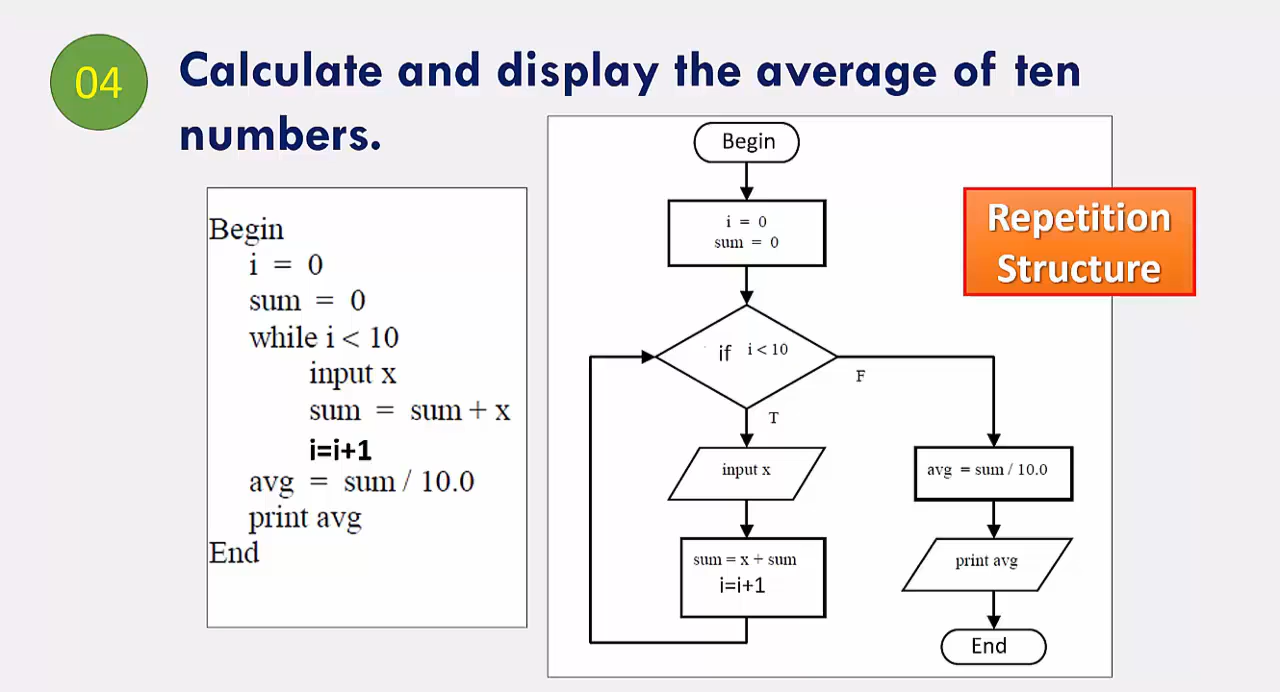 04
Calculate and display the average of ten
numbers.
Begin
i = 0
sum = 0
while i < 10
input x
sum = sum + x
i=i+1
avg = sum / 10.0
print avg
End
Begin
i = 0
sum = 0
if i < 10
F
T
input x
sum = x + sum
i=i+1
avg = sum / 10.0
print avg
End
Repetition
Structure